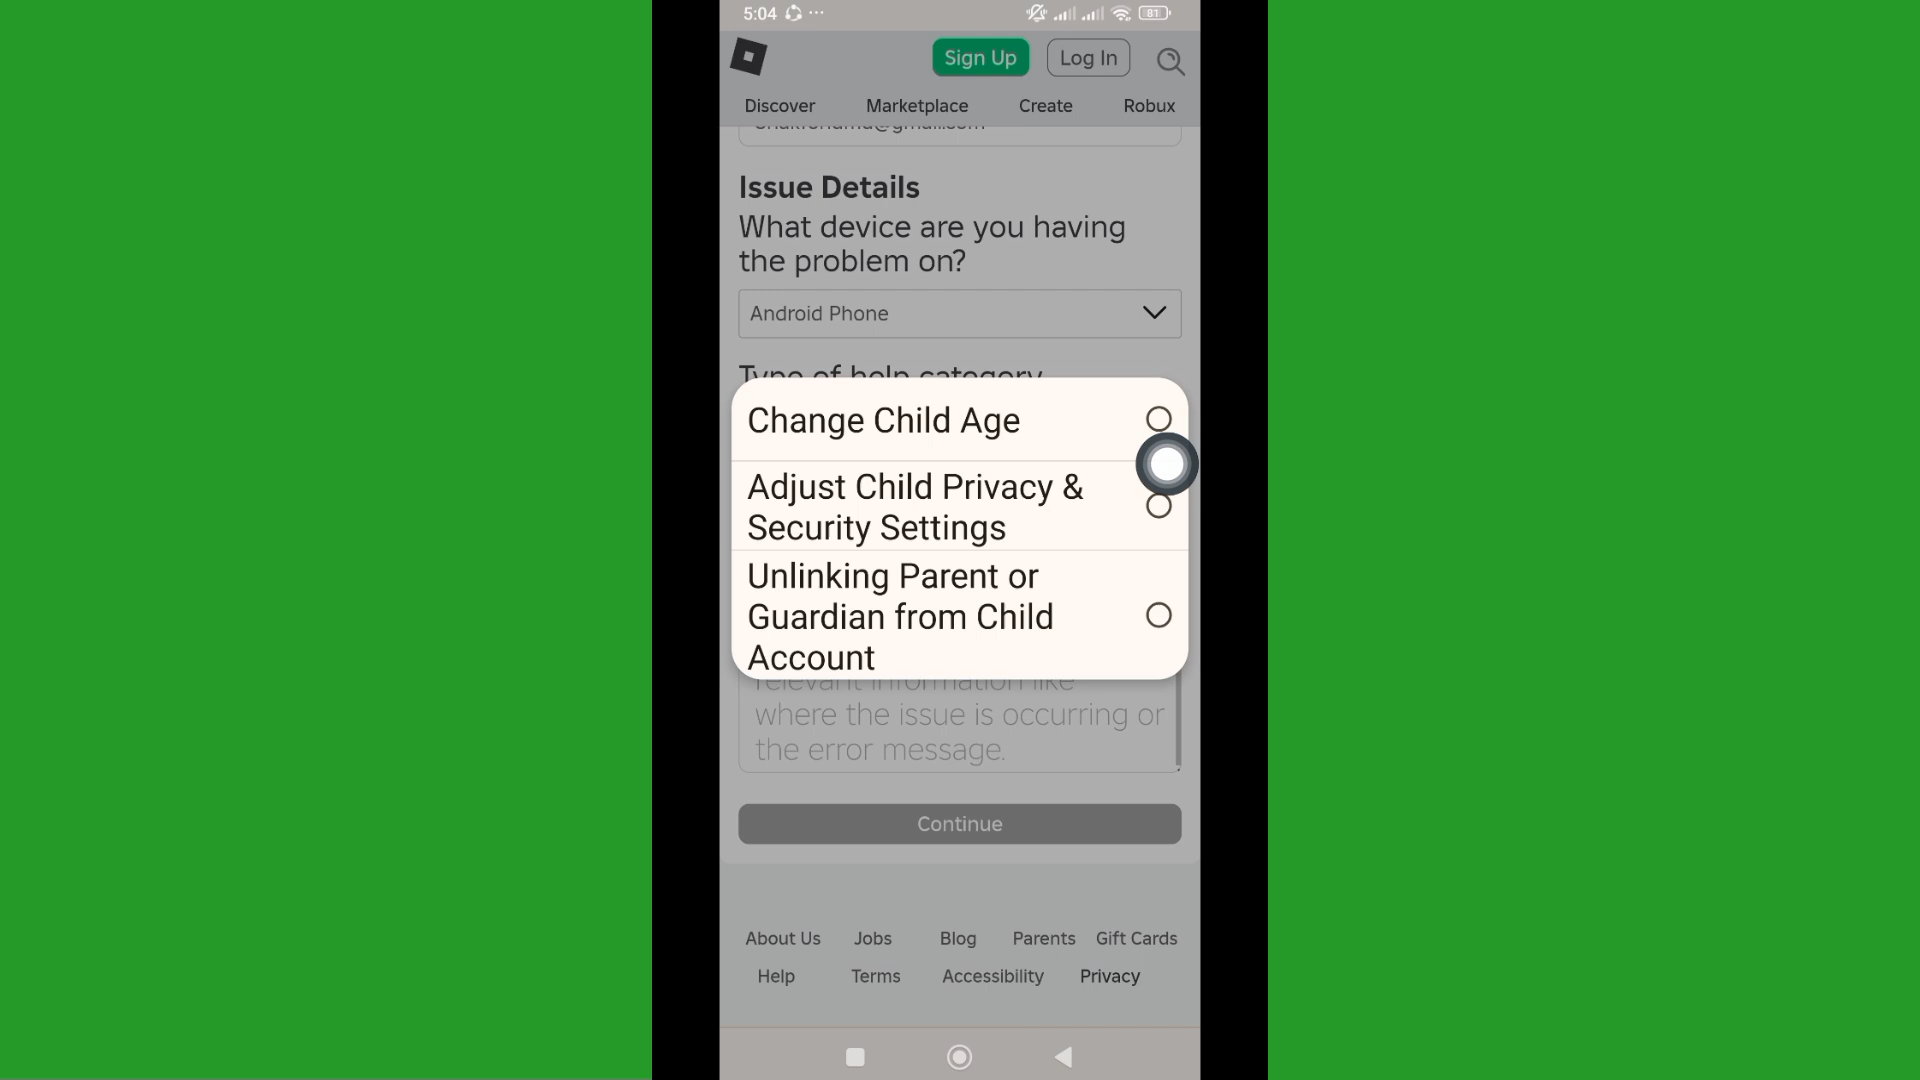 5:04
81
Sign Up
Log In
Discover Marketplace Create Robux
Issue Details
What device are you having
the problem on?
Android Phone
Type of help category
Change Child Age
Adjust Child Privacy &
Security Settings
Unlinking Parent or
Guardian from Child
Account
relevant information like
where the issue is occurring or
the error message.
Continue
About Us Jobs Blog Parents Gift Cards
Help Terms Accessibility Privacy